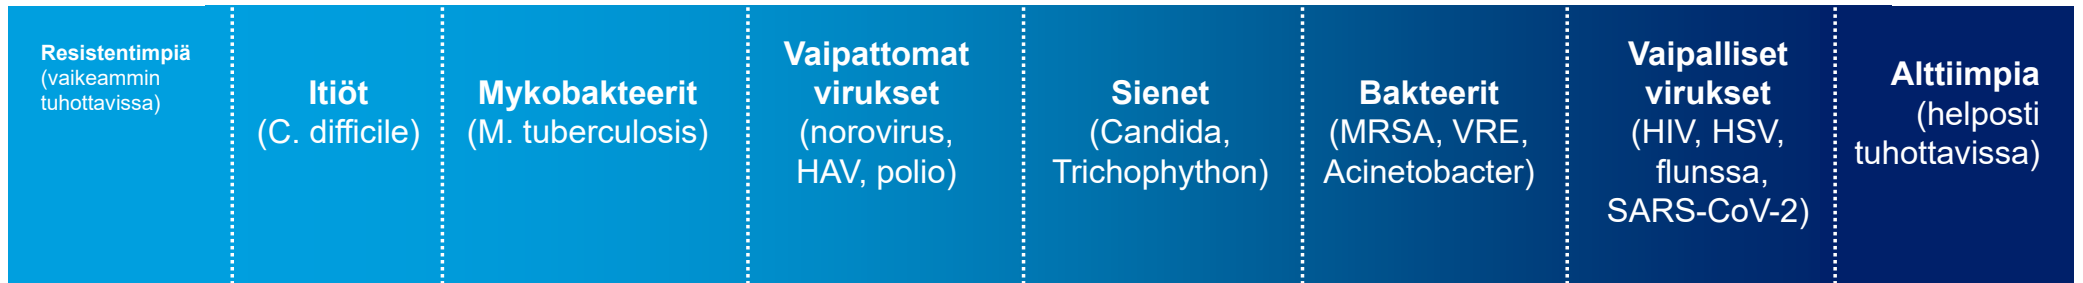 Resistentimpiä
(vaikeammin
tuhottavissa)
Itiöt
(C. difficile)
Mykobakteerit
(M. tuberculosis)
Vaipattomat
virukset
(norovirus,
HAV, polio)
Sienet
(Candida,
Trichophython)
Bakteerit
(MRSA, VRE,
Acinetobacter)
Vaipalliset
virukset
(HIV, HSV,
flunssa,
SARS-CoV-2)
Alttiimpia
(helposti
tuhottavissa)